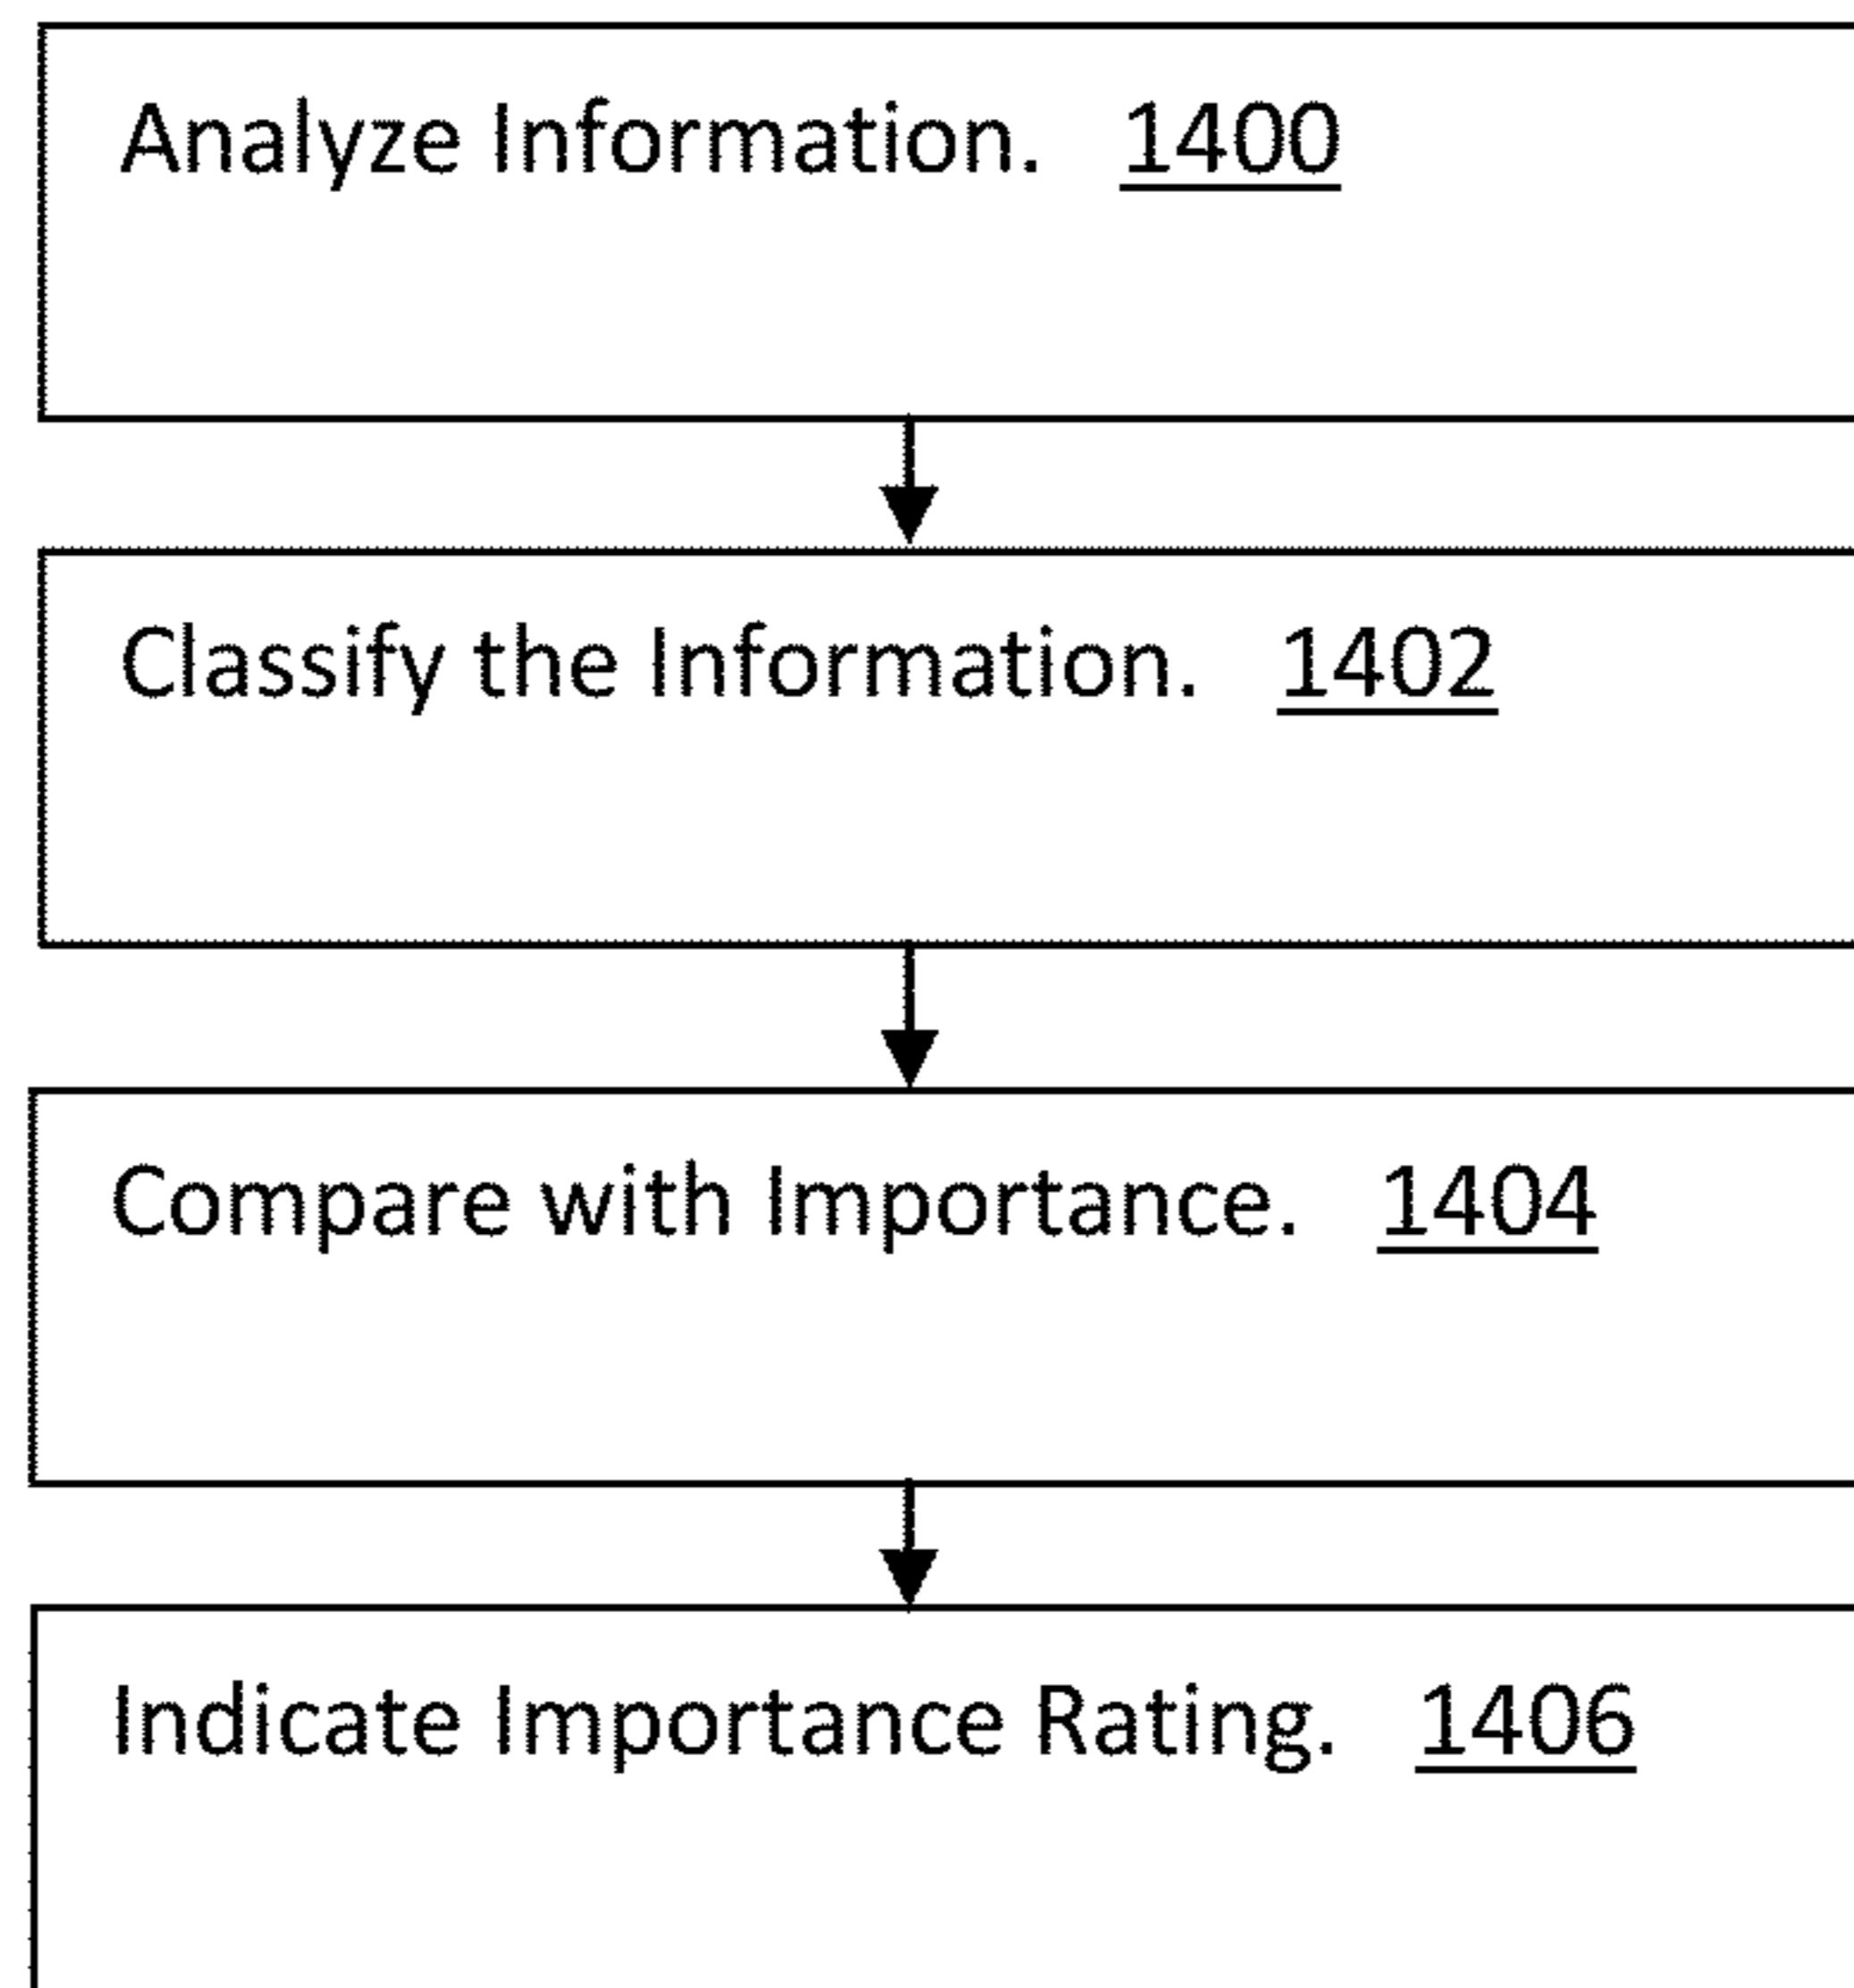 Analyze Information. 1400
Classify the Information. 1402
Compare with Importance. 1404
Indicate Importance Rating. 1406